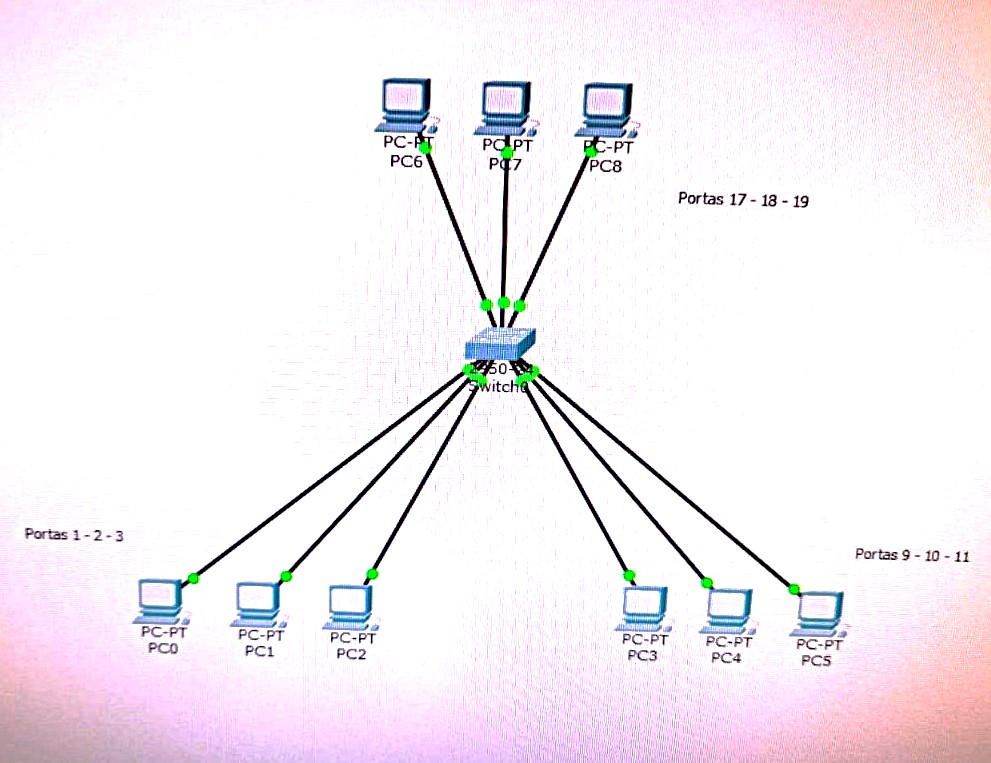 PC-PT
PC6
PC-PT
PC7
PC-PT
PC8
Portas 17 - 18 - 19
Switch0
Portas 1 - 2 - 3
Portas 9 - 10 - 11
PC-PT
PC0
PC-PT
PC1
PC-PT
PC2
PC-PT
PC3
PC-PT
PC4
PC-PT
PC5